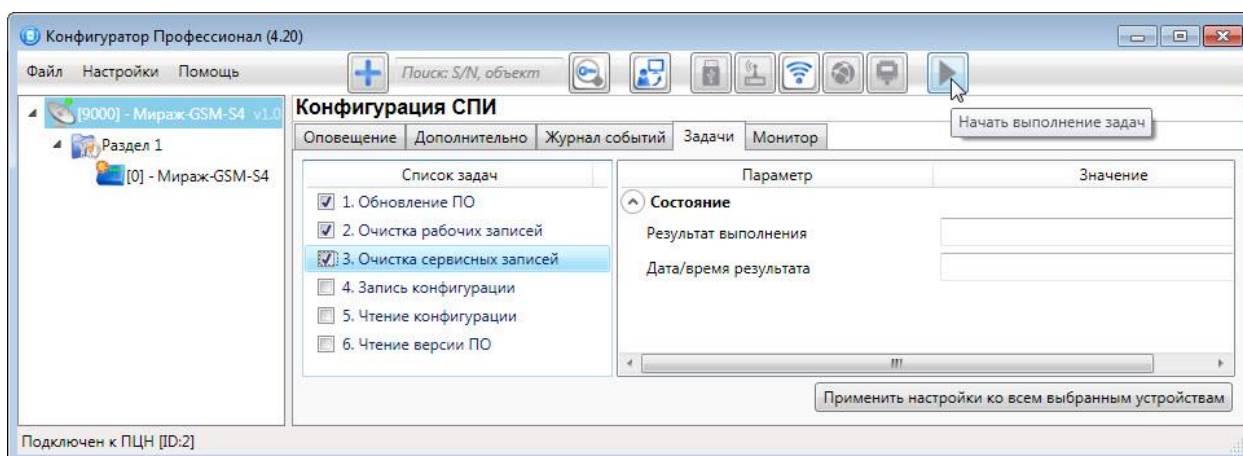 Конфигуратор Профессионал (4.20)
Файл Настройки Помощь Поиск: S/N, объект
Начать выполнение задач
[9000] - Мираж-GSM-S4 v1.0
Раздел 1
[0] - Мираж-GSM-S4
Конфигурация СПИ
Оповещение Дополнительно Журнал событий Задачи Монитор
Список задач
1. Обновление ПО
2. Очистка рабочих записей
3. Очистка сервисных записей
4. Запись конфигурации
5. Чтение конфигурации
6. Чтение версии ПО
Параметр Значение
Состояние
Результат выполнения
Дата/время результата
Применить настройки ко всем выбранным устройствам
Подключен к ПЦН [ID:2]